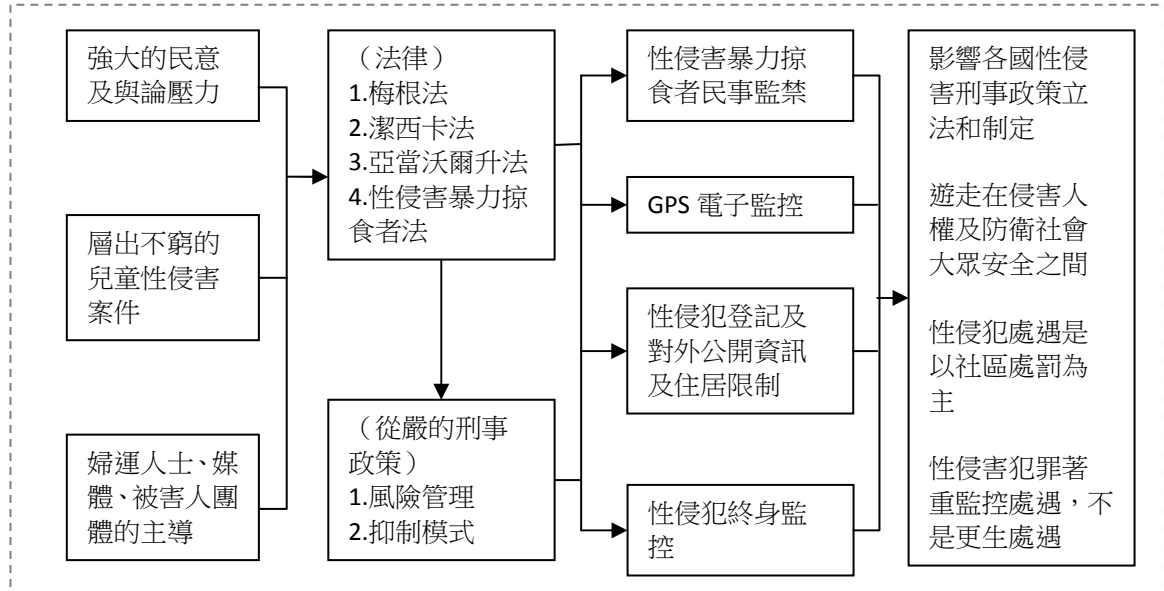 強大的民意
及與論壓力
層出不窮的
兒童性侵害
案件
婦運人士、媒
體、被害人團
體的主導
（法律）
1.梅根法
2.潔西卡法
3.亞當沃爾升法
4.性侵害暴力掠
食者法
（從嚴的刑事
政策）
1.風險管理
2.抑制模式
性侵害暴力掠
食者民事監禁
GPS 電子監控
性侵犯登記及
對外公開資訊
及住居限制
性侵犯終身監
控
影響各國性侵
害刑事政策立
法和制定
遊走在侵害人
權及防衛社會
大眾安全之間
性侵犯處遇是
以社區處罰為
主
性侵害犯罪著
重監控處遇，不
是更生處遇